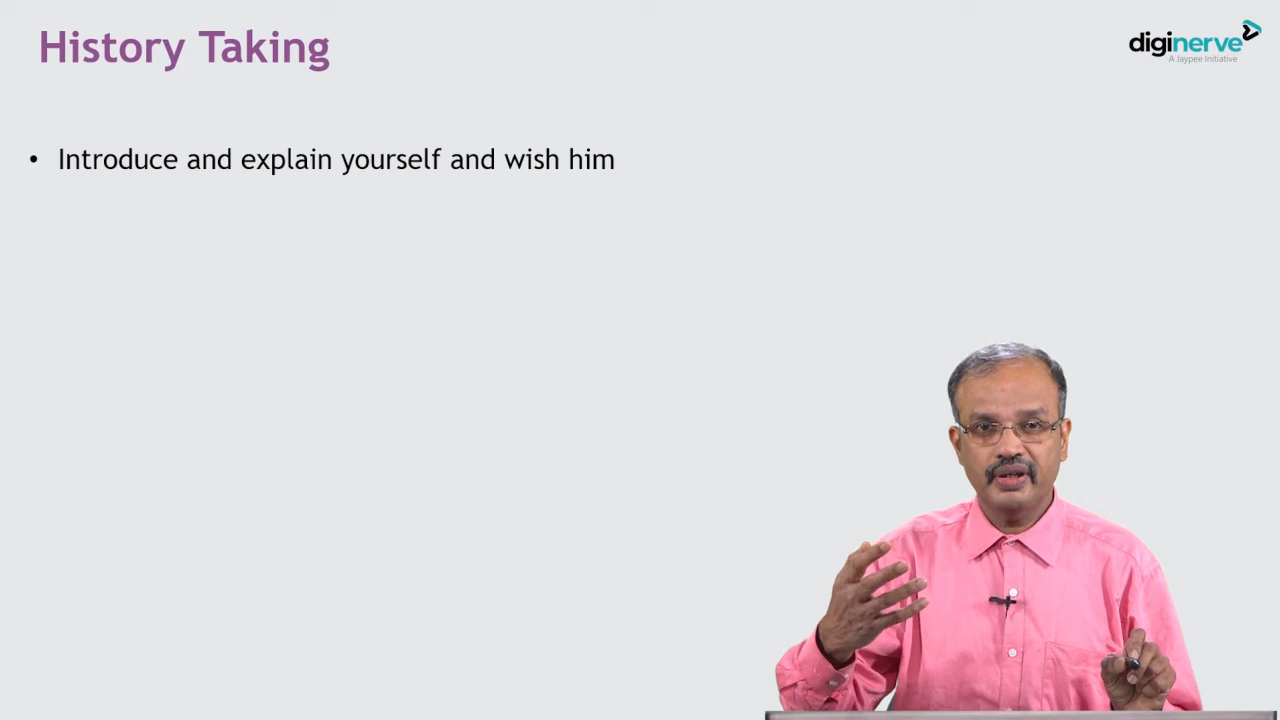 History Taking
diginerve
A Jaypee Initiative
• Introduce and explain yourself and wish him